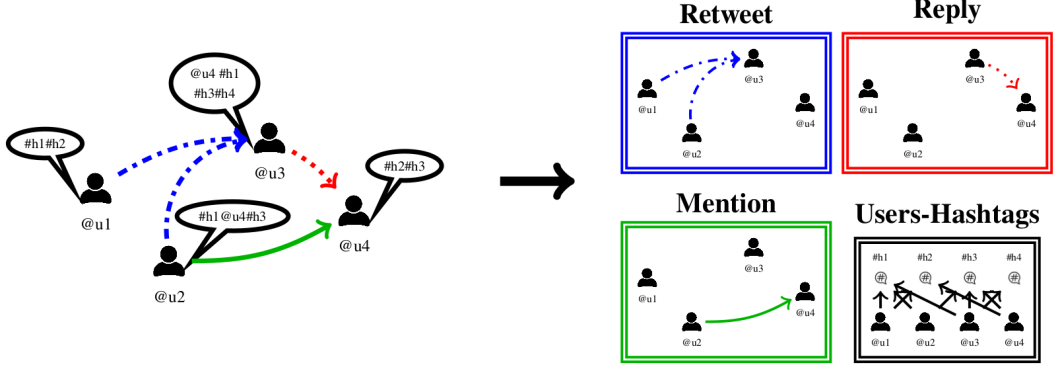 @u4 #h1
#h3#h4
#h1#h2
@u3
#h2#h3
@u1
#h1@u4#h3
@u4
@u2
Retweet
@u3
@u1
@u4
@u2
Reply
@u3
@u1
@u4
@u2
Mention
@u3
@u1
@u4
@u2
Users-Hashtags
#h1 #h2 #h3 #h4
# # # #
@u1 @u2 @u3 @u4